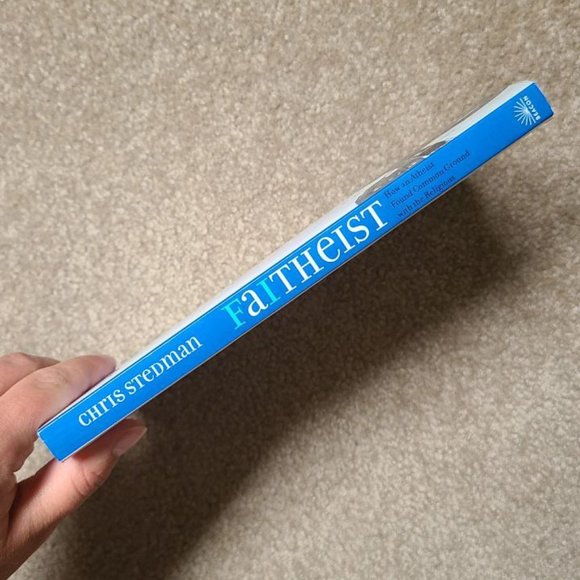 CHrIS STEDman
FaITHeIST
How an Atheist
Found Common Ground
with the Religious
BEACON